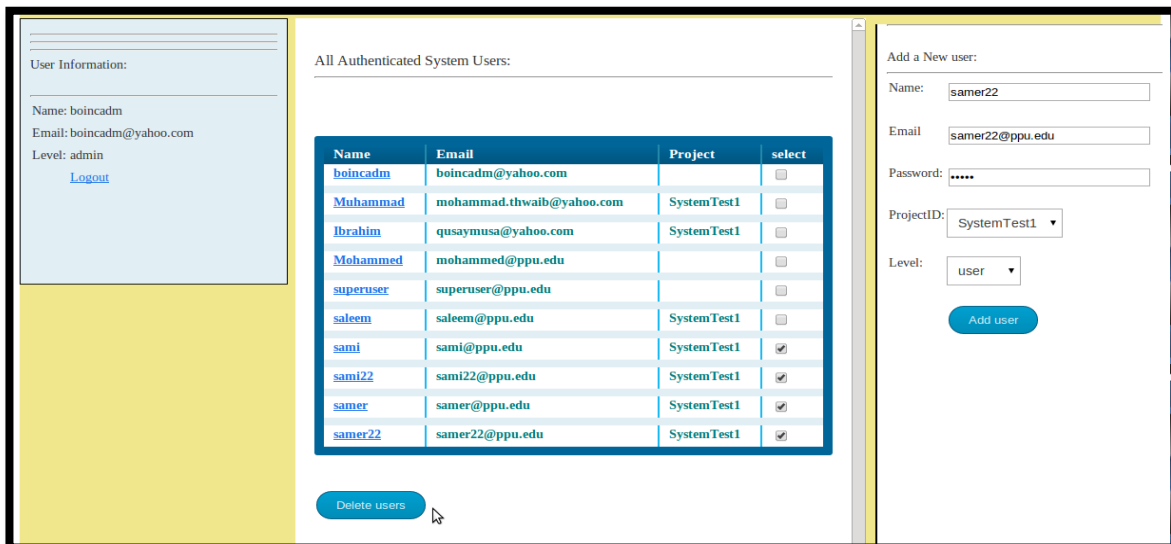 User Information:
Name: boincadm
Email: boincadm@yahoo.com
Level: admin
Logout
All Authenticated System Users:
Name Email Project select
boincadm boincadm@yahoo.com
Muhammad mohammad.thwaib@yahoo.com SystemTest1
Ibrahim qusaymusa@yahoo.com SystemTest1
Mohammed mohammed@ppu.edu
superuser superuser@ppu.edu
saleem saleem@ppu.edu SystemTest1
sami sami@ppu.edu SystemTest1
sami22 sami22@ppu.edu SystemTest1
samer samer@ppu.edu SystemTest1
samer22 samer22@ppu.edu SystemTest1
Delete users
Add a New user:
Name: samer22
Email samer22@ppu.edu
Password: •••••
ProjectID: SystemTest1
Level: user
Add user